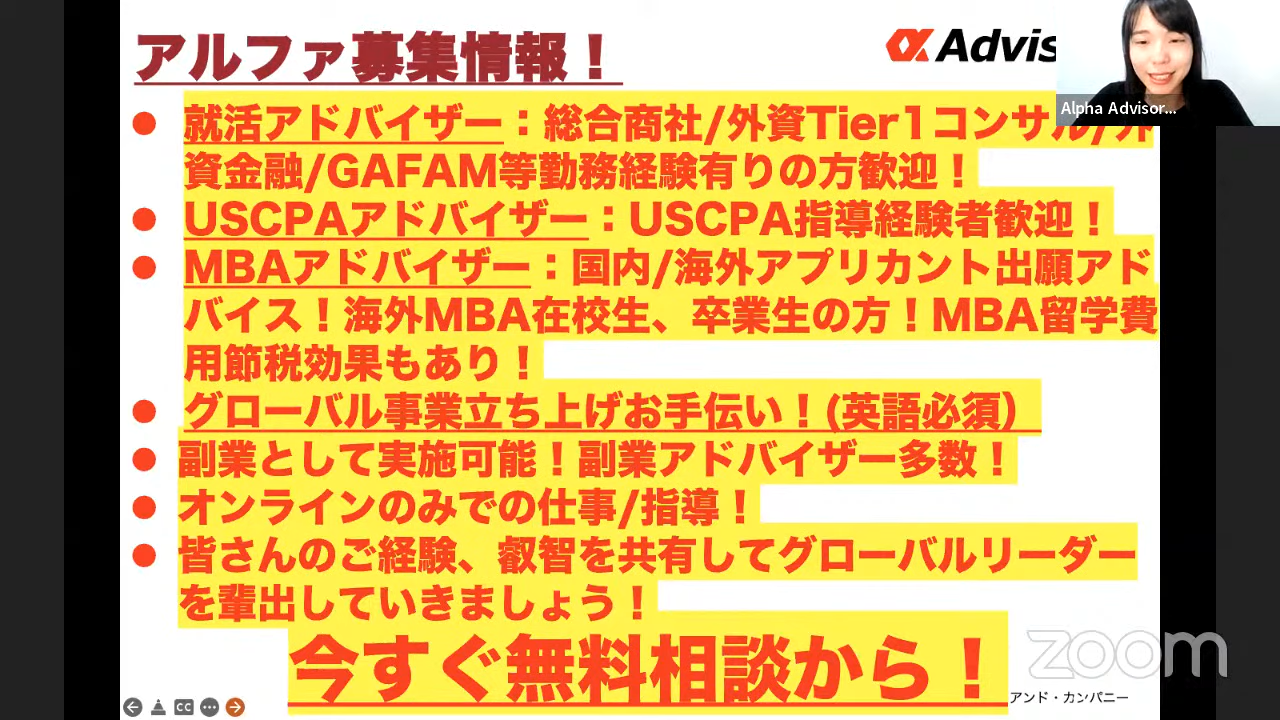 アルファ募集情報！
Advis
Alpha Advisor...
● 就活アドバイザー：総合商社/外資Tier1コンサル/外
資金融/GAFAM等勤務経験有りの方歓迎！
● USCPAアドバイザー：USCPA指導経験者歓迎！
● MBAアドバイザー：国内/海外アプリカント出願アド
バイス！海外MBA在校生、卒業生の方！MBA留学費
用節税効果もあり！
● グローバル事業立ち上げお手伝い！(英語必須）
● 副業として実施可能！副業アドバイザー多数！
● オンラインのみでの仕事/指導！
● 皆さんのご経験、叡智を共有してグローバルリーダー
を輩出していきましょう！
今すぐ無料相談から！
zoom
アンド・カンパニー
CC